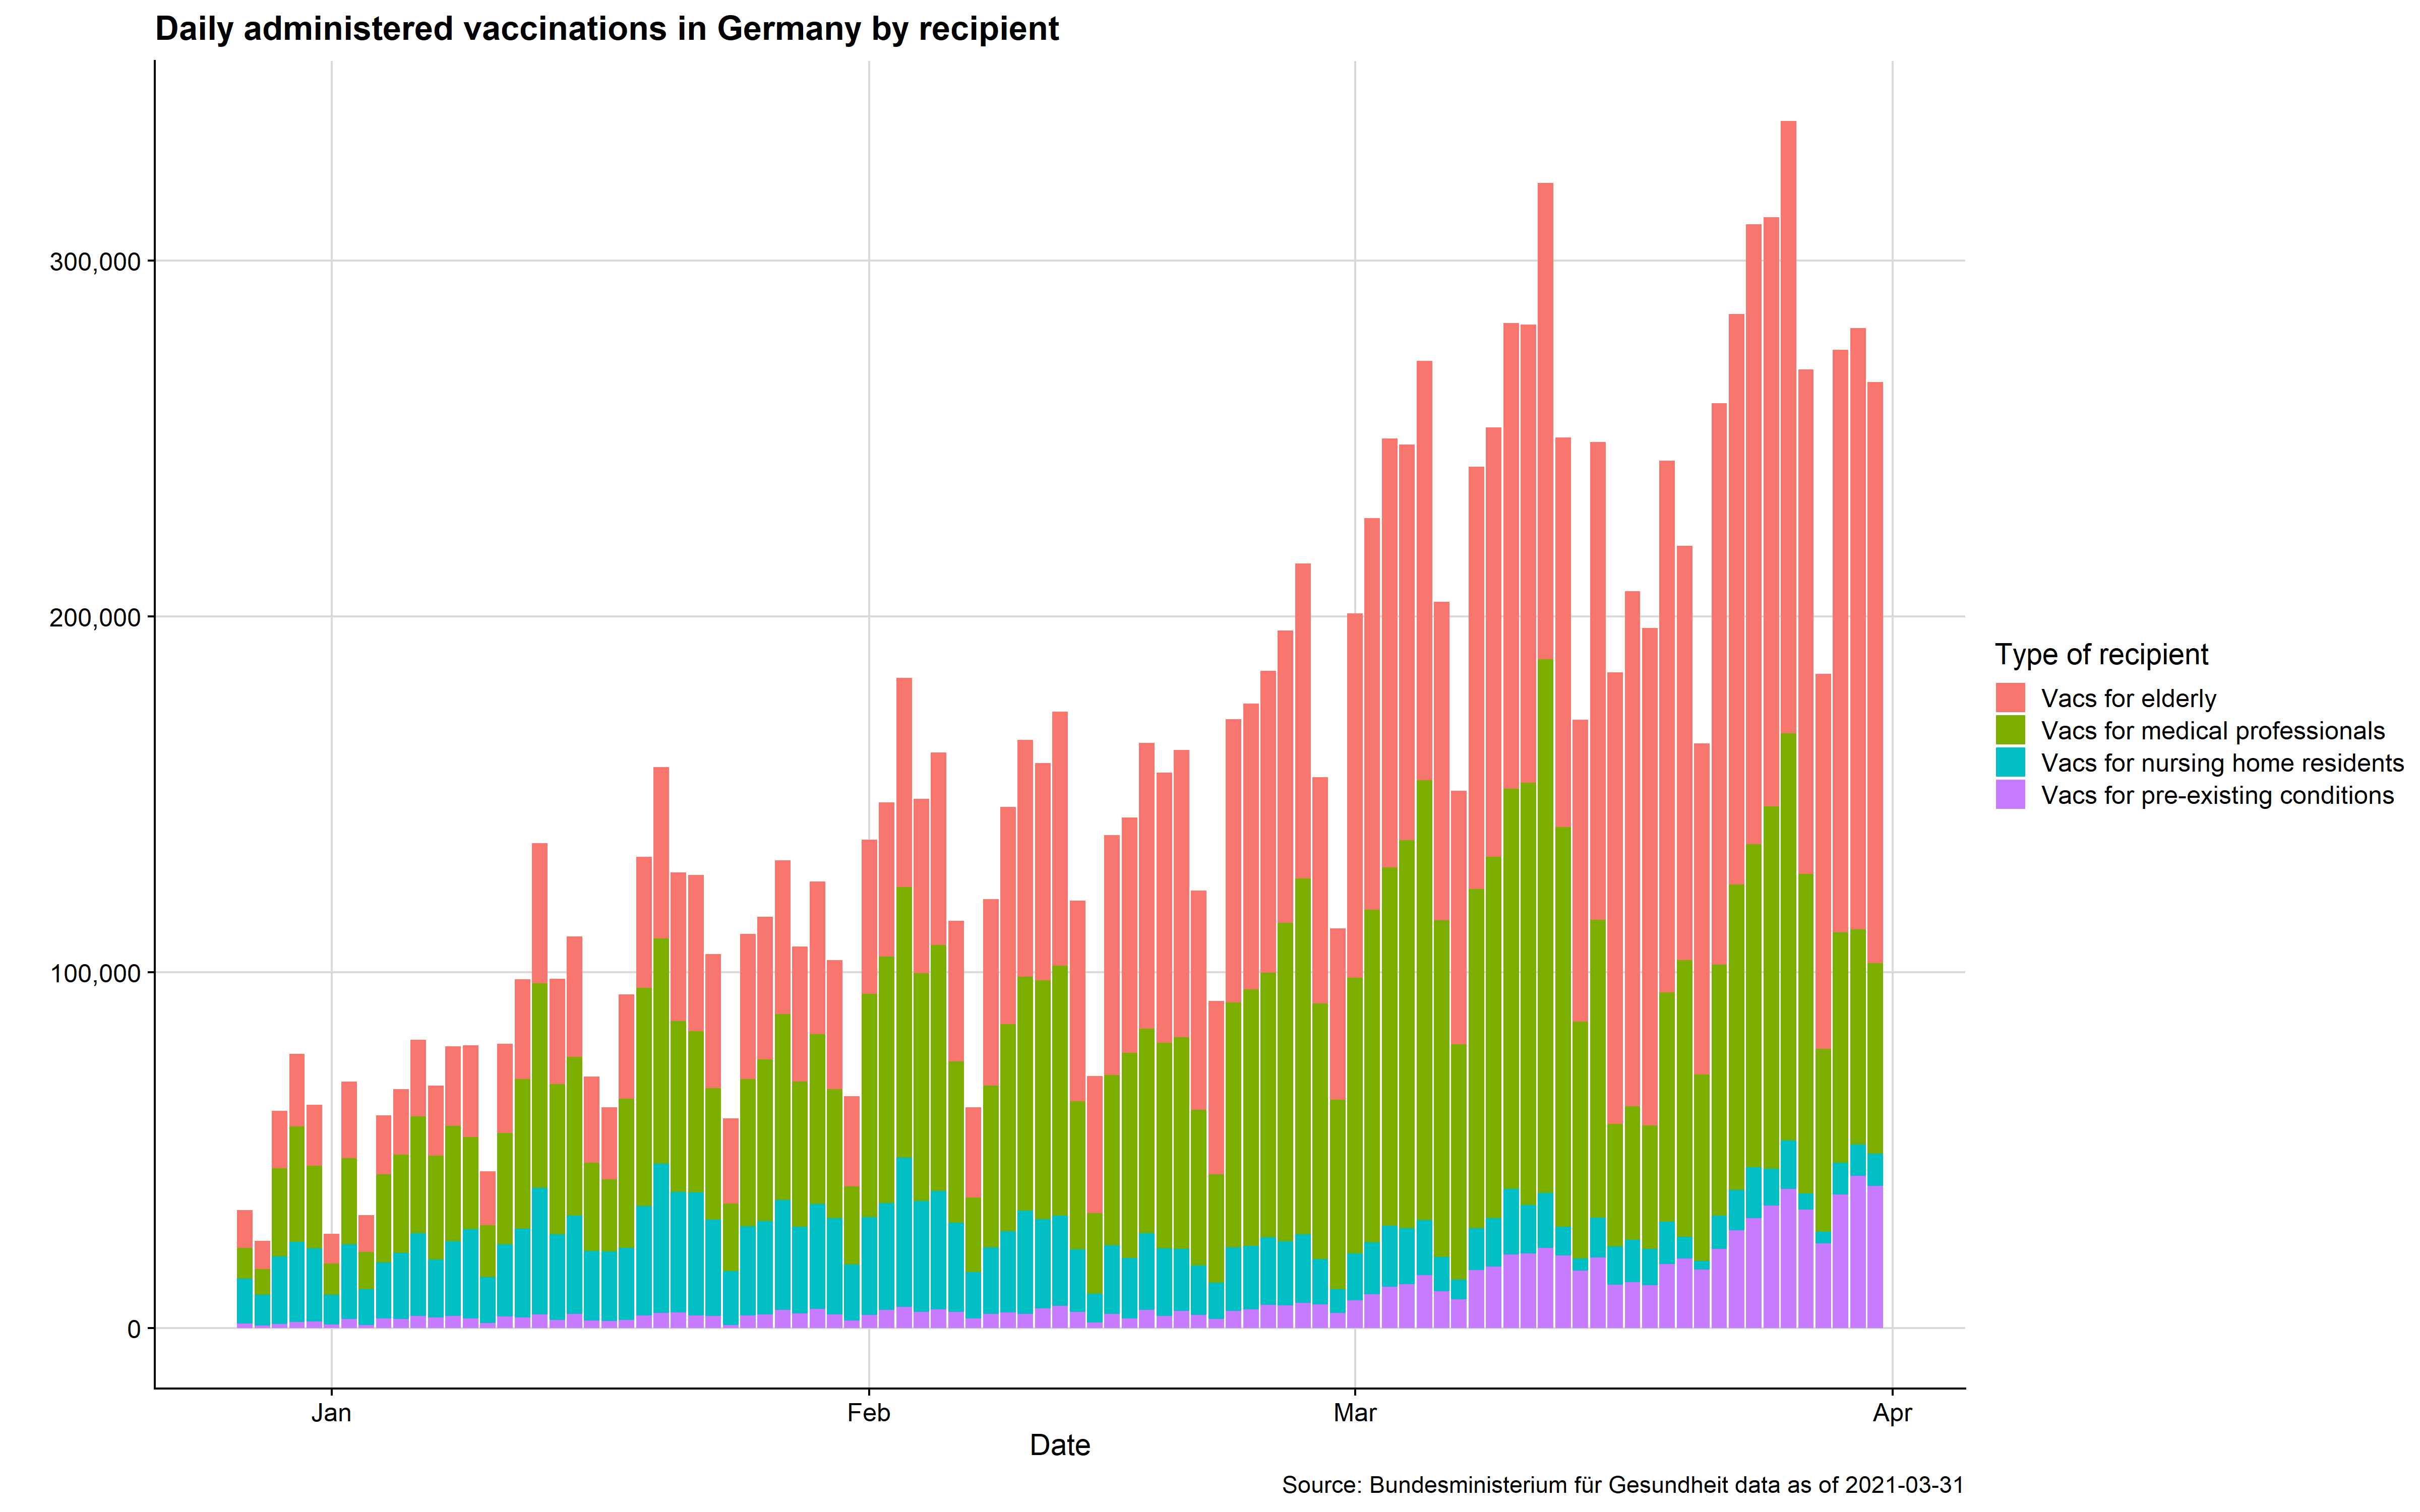 Daily administered vaccinations in Germany by recipient
300,000
200,000
100,000
0
Jan
Feb
Mar
Apr
Date
Type of recipient
Vacs for elderly
Vacs for medical professionals
Vacs for nursing home residents
Vacs for pre-existing conditions
Source: Bundesministerium für Gesundheit data as of 2021-03-31